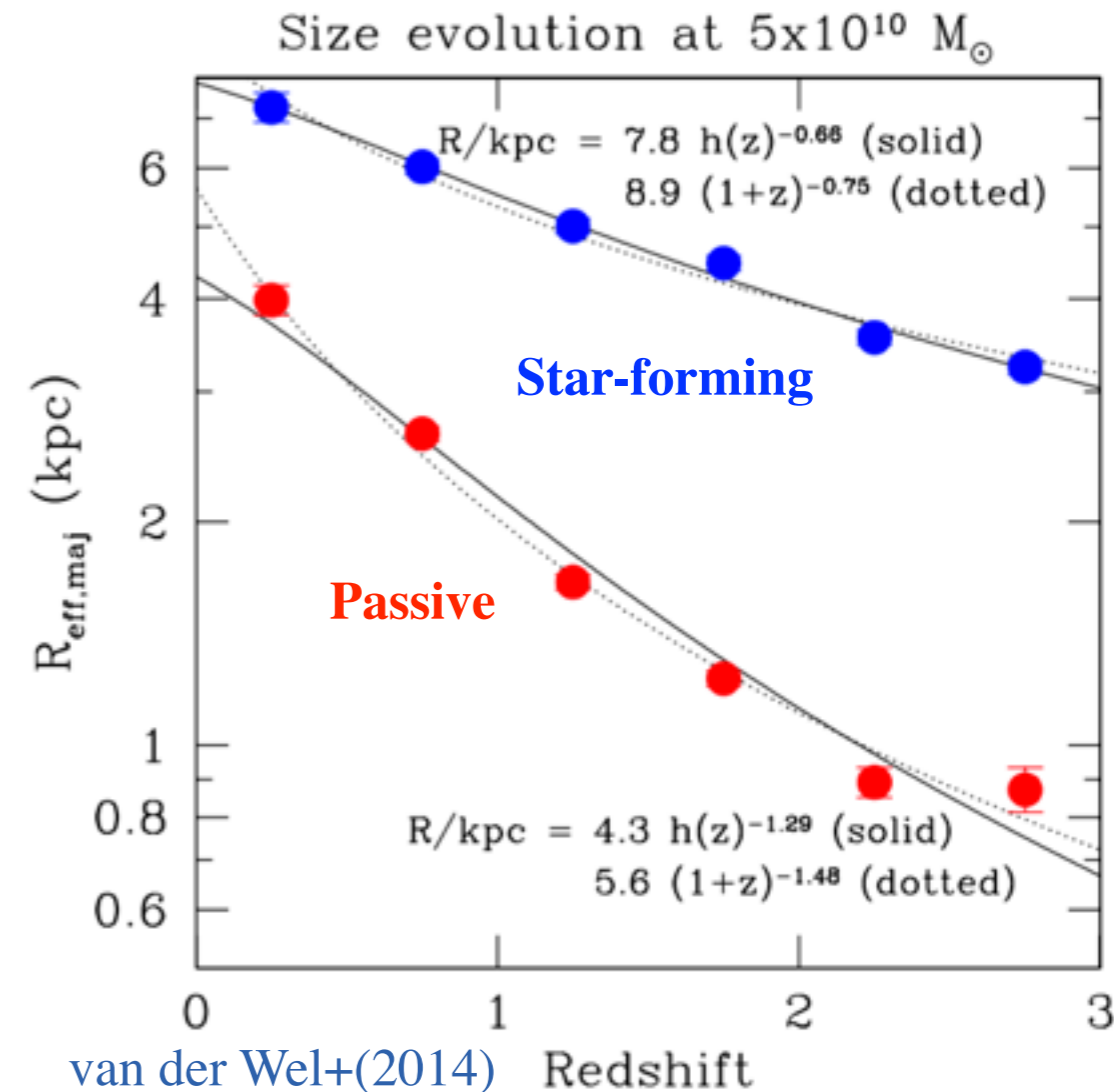 Size evolution at 5x10¹⁰ M☉
R/kpc = 7.8 h(z)⁻⁰·⁶⁶ (solid)
8.9 (1+z)⁻⁰·⁷⁵ (dotted)
6
4
Star-forming
R_eff,maj (kpc)
2
Passive
1
0.8
R/kpc = 4.3 h(z)⁻¹·²⁹ (solid)
5.6 (1+z)⁻¹·⁴⁸ (dotted)
0.6
0 1 2 3
van der Wel+(2014) Redshift